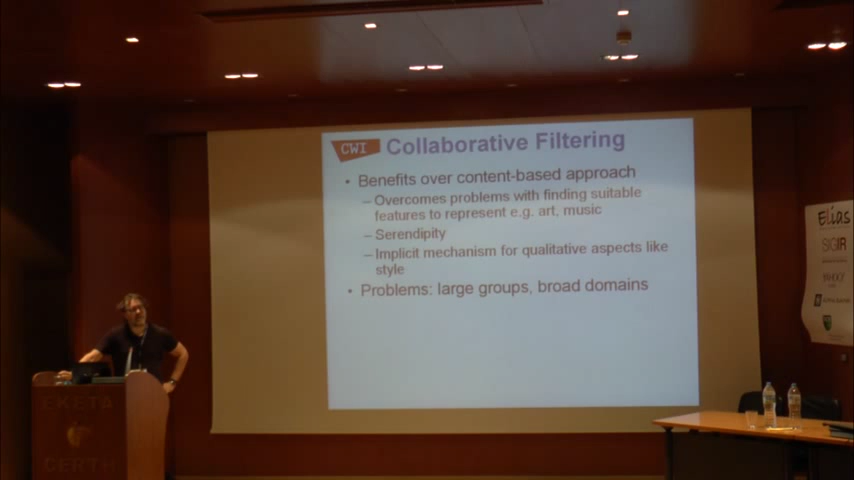 CWI Collaborative Filtering
• Benefits over content-based approach
– Overcomes problems with finding suitable
features to represent e.g. art, music
– Serendipity
– Implicit mechanism for qualitative aspects like
style
• Problems: large groups, broad domains
Elias
SIGIR
YAHOO!
EKETA
CERTH